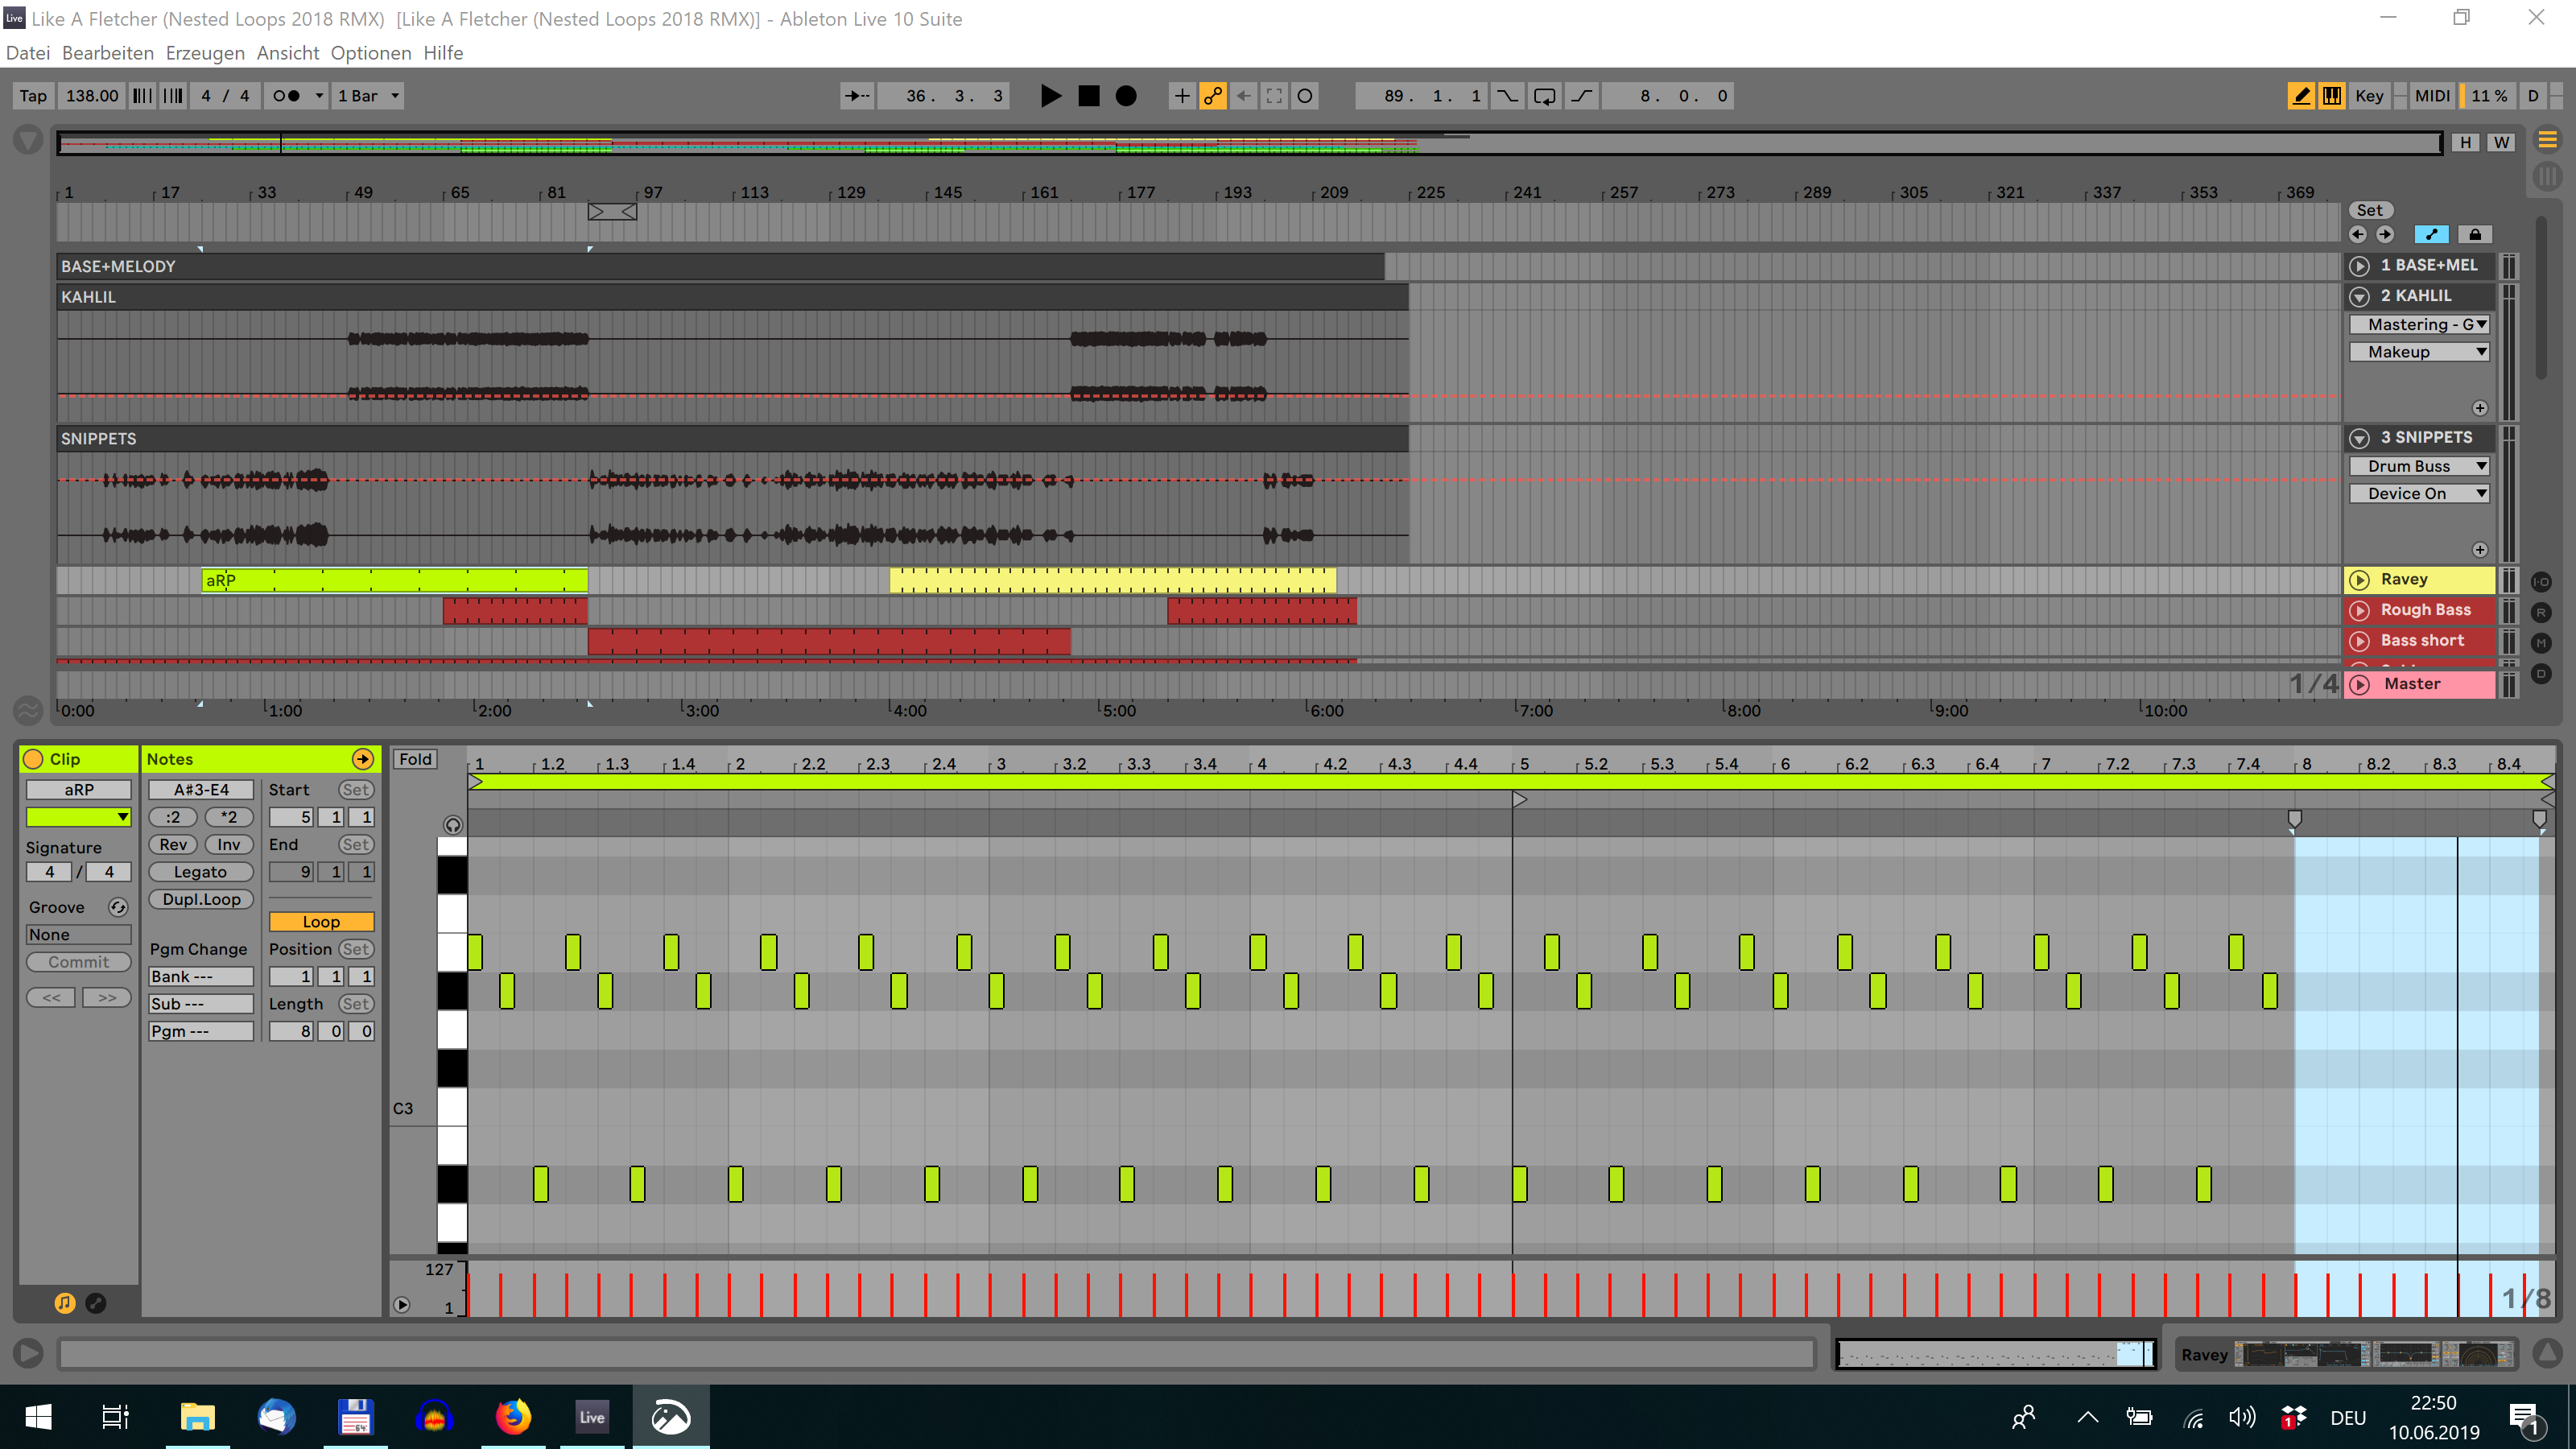 Like A Fletcher (Nested Loops 2018 RMX)  [Like A Fletcher (Nested Loops 2018 RMX)] - Ableton Live 10 Suite
Datei Bearbeiten Erzeugen Ansicht Optionen Hilfe
Tap 138.00 4 / 4 1 Bar 36. 3. 3 89. 1. 1 8. 0. 0 Key MIDI 11 % D
H W
1 17 33 49 65 81 97 113 129 145 161 177 193 209 225 241 257 273 289 305 321 337 353 369
Set
BASE+MELODY 1 BASE+MEL
KAHLIL 2 KAHLIL
Mastering - G
Makeup
SNIPPETS 3 SNIPPETS
Drum Buss
Device On
aRP Ravey I·O
Rough Bass R
Bass short M
D
1/4 Master
0:00 1:00 2:00 3:00 4:00 5:00 6:00 7:00 8:00 9:00 10:00
Clip Notes Fold
1 1.2 1.3 1.4 2 2.2 2.3 2.4 3 3.2 3.3 3.4 4 4.2 4.3 4.4 5 5.2 5.3 5.4 6 6.2 6.3 6.4 7 7.2 7.3 7.4 8 8.2 8.3 8.4
aRP A#3-E4 Start Set
:2 *2 5 1 1
Signature Rev Inv End Set
4 / 4 Legato 9 1 1
Dupl.Loop
Groove
Loop
None
Pgm Change Position Set
Commit
Bank --- 1 1 1
<< >> Sub --- Length Set
Pgm --- 8 0 0
C3
127
1
1/8
Ravey
Live
64
DEU
22:50
10.06.2019
1
1